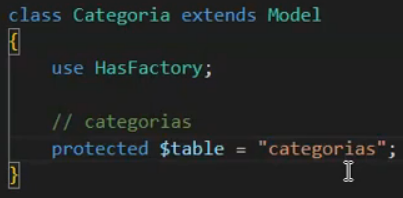 class Categoria extends Model
{
use HasFactory;
// categorias
protected $table = "categorias";
}